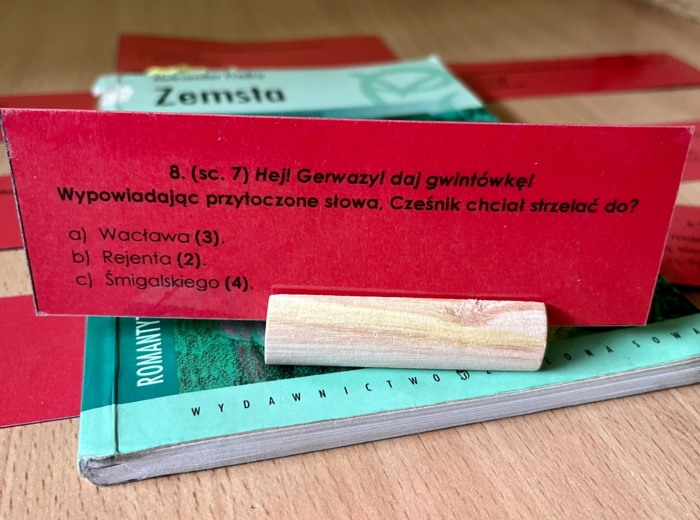 Zemsta
8. (sc. 7) Hej! Gerwazy! daj gwintówkę!
Wypowiadając przytoczone słowa, Cześnik chciał strzelać do?
a) Wacława (3).
b) Rejenta (2).
c) Śmigalskiego (4).
WYDAWNICTWO